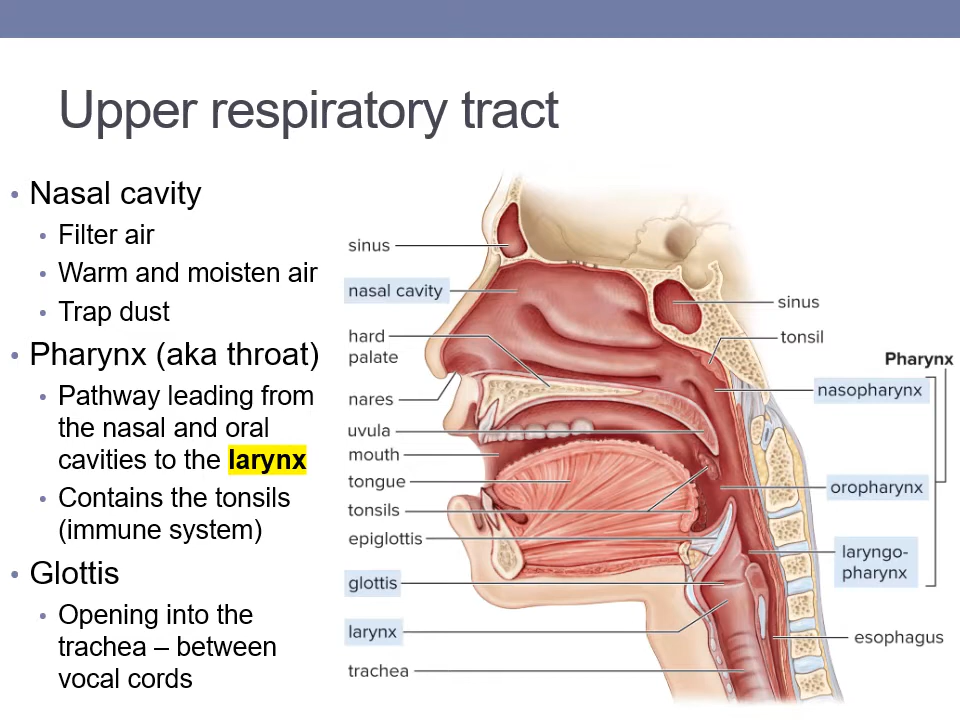 Upper respiratory tract
• Nasal cavity
• Filter air
• Warm and moisten air
• Trap dust
• Pharynx (aka throat)
• Pathway leading from
the nasal and oral
cavities to the larynx
• Contains the tonsils
(immune system)
• Glottis
• Opening into the
trachea – between
vocal cords
sinus
nasal cavity
hard
palate
nares
uvula
mouth
tongue
tonsils
epiglottis
glottis
larynx
trachea
sinus
tonsil
Pharynx
nasopharynx
oropharynx
laryngo-
pharynx
esophagus